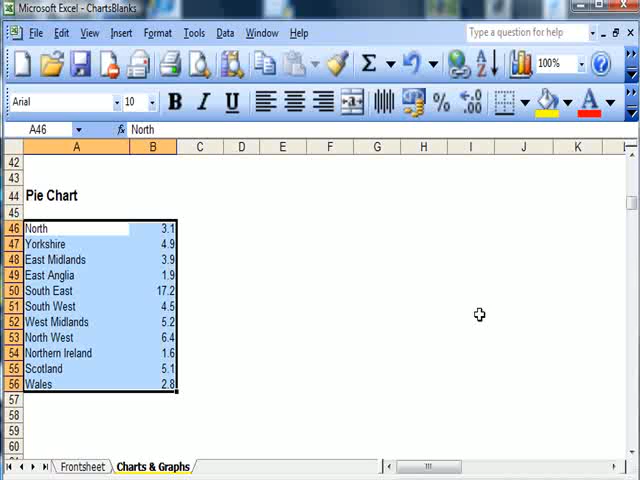 Microsoft Excel - ChartsBlanks
File Edit View Insert Format Tools Data Window Help Type a question for help
Σ A Z 100% ?
Arial 10 B I U % .00 A
A46 fx North
A B C D E F G H I J K
42
43
44 Pie Chart
45
46 North 3.1
47 Yorkshire 4.9
48 East Midlands 3.9
49 East Anglia 1.9
50 South East 17.2
51 South West 4.5
52 West Midlands 5.2
53 North West 6.4
54 Northern Ireland 1.6
55 Scotland 5.1
56 Wales 2.8
57
58
59
60
Frontsheet Charts & Graphs